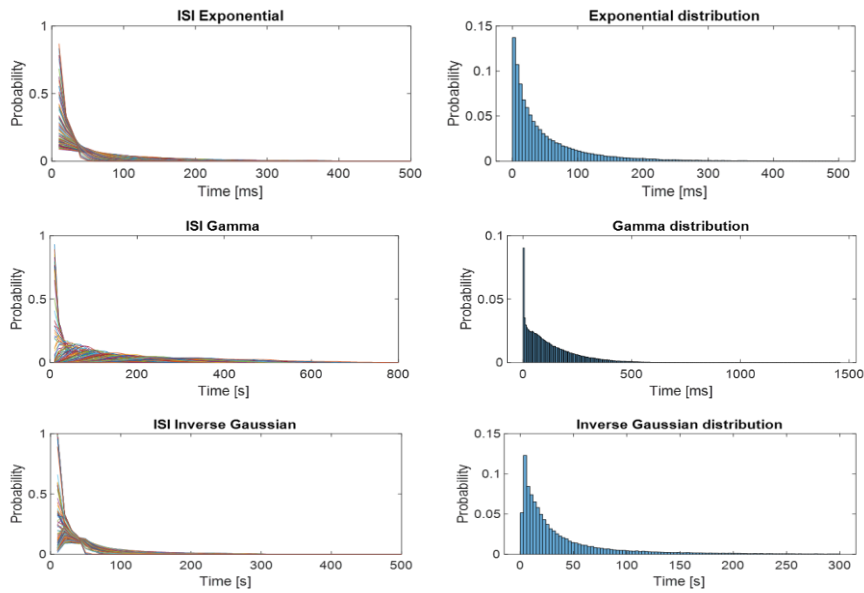 ISI Exponential
1
0.5
0
Probability
0 100 200 300 400 500
Time [ms]
Exponential distribution
0.15
0.1
0.05
0
Probability
0 100 200 300 400 500
Time [ms]
ISI Gamma
1
0.5
0
Probability
0 200 400 600 800
Time [s]
Gamma distribution
0.1
0.05
0
Probability
0 500 1000 1500
Time [ms]
ISI Inverse Gaussian
1
0.5
0
Probability
0 100 200 300 400 500
Time [s]
Inverse Gaussian distribution
0.15
0.1
0.05
0
Probability
0 50 100 150 200 250 300
Time [s]